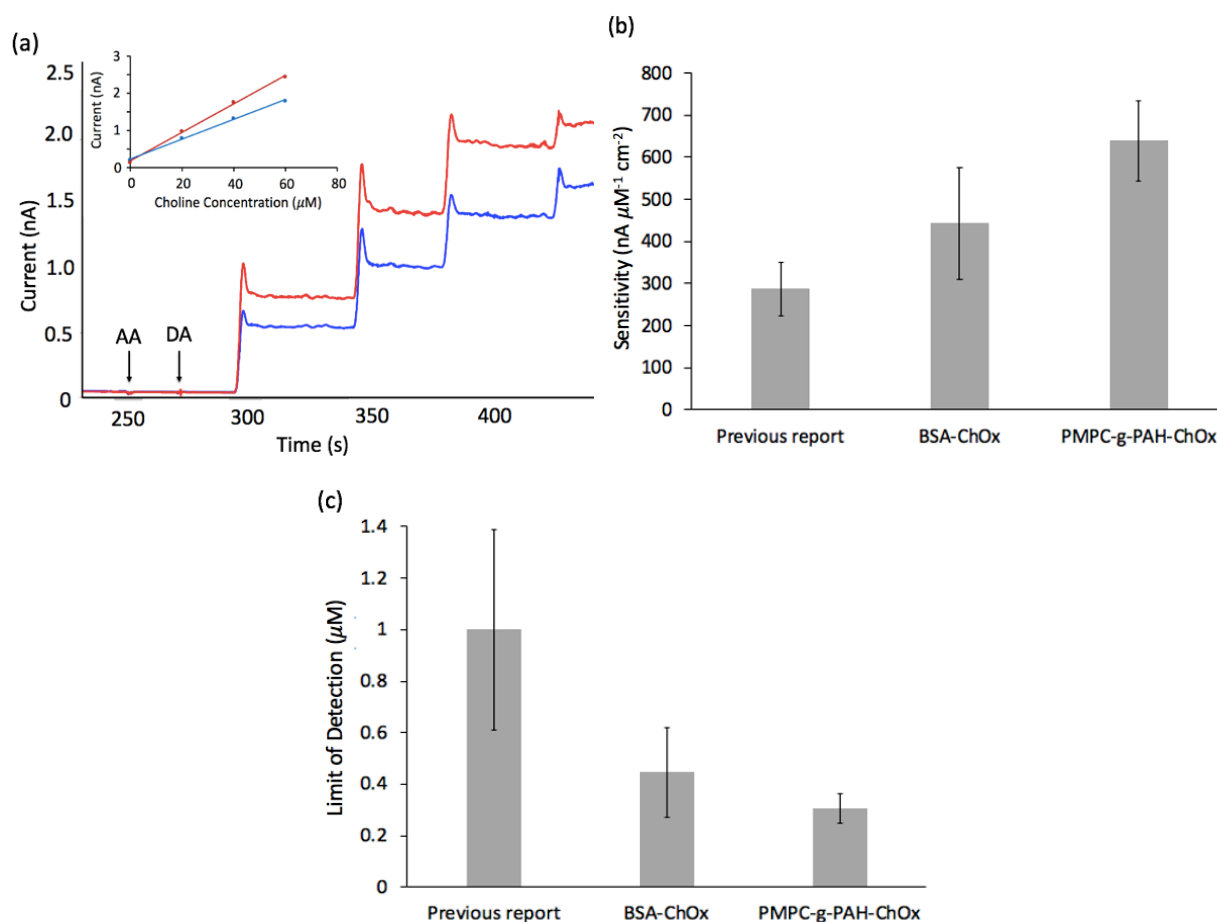 (a)
Current (nA)
2.5
2.0
1.5
1.0
0.5
0
Current (nA)
3
2
1
0
0 20 40 60 80
Choline Concentration (μM)
AA
DA
250 300 350 400
Time (s)
(b)
Sensitivity (nA μM⁻¹ cm⁻²)
800
700
600
500
400
300
200
100
0
Previous report BSA-ChOx PMPC-g-PAH-ChOx
(c)
Limit of Detection (μM)
1.4
1.2
1
0.8
0.6
0.4
0.2
0
Previous report BSA-ChOx PMPC-g-PAH-ChOx